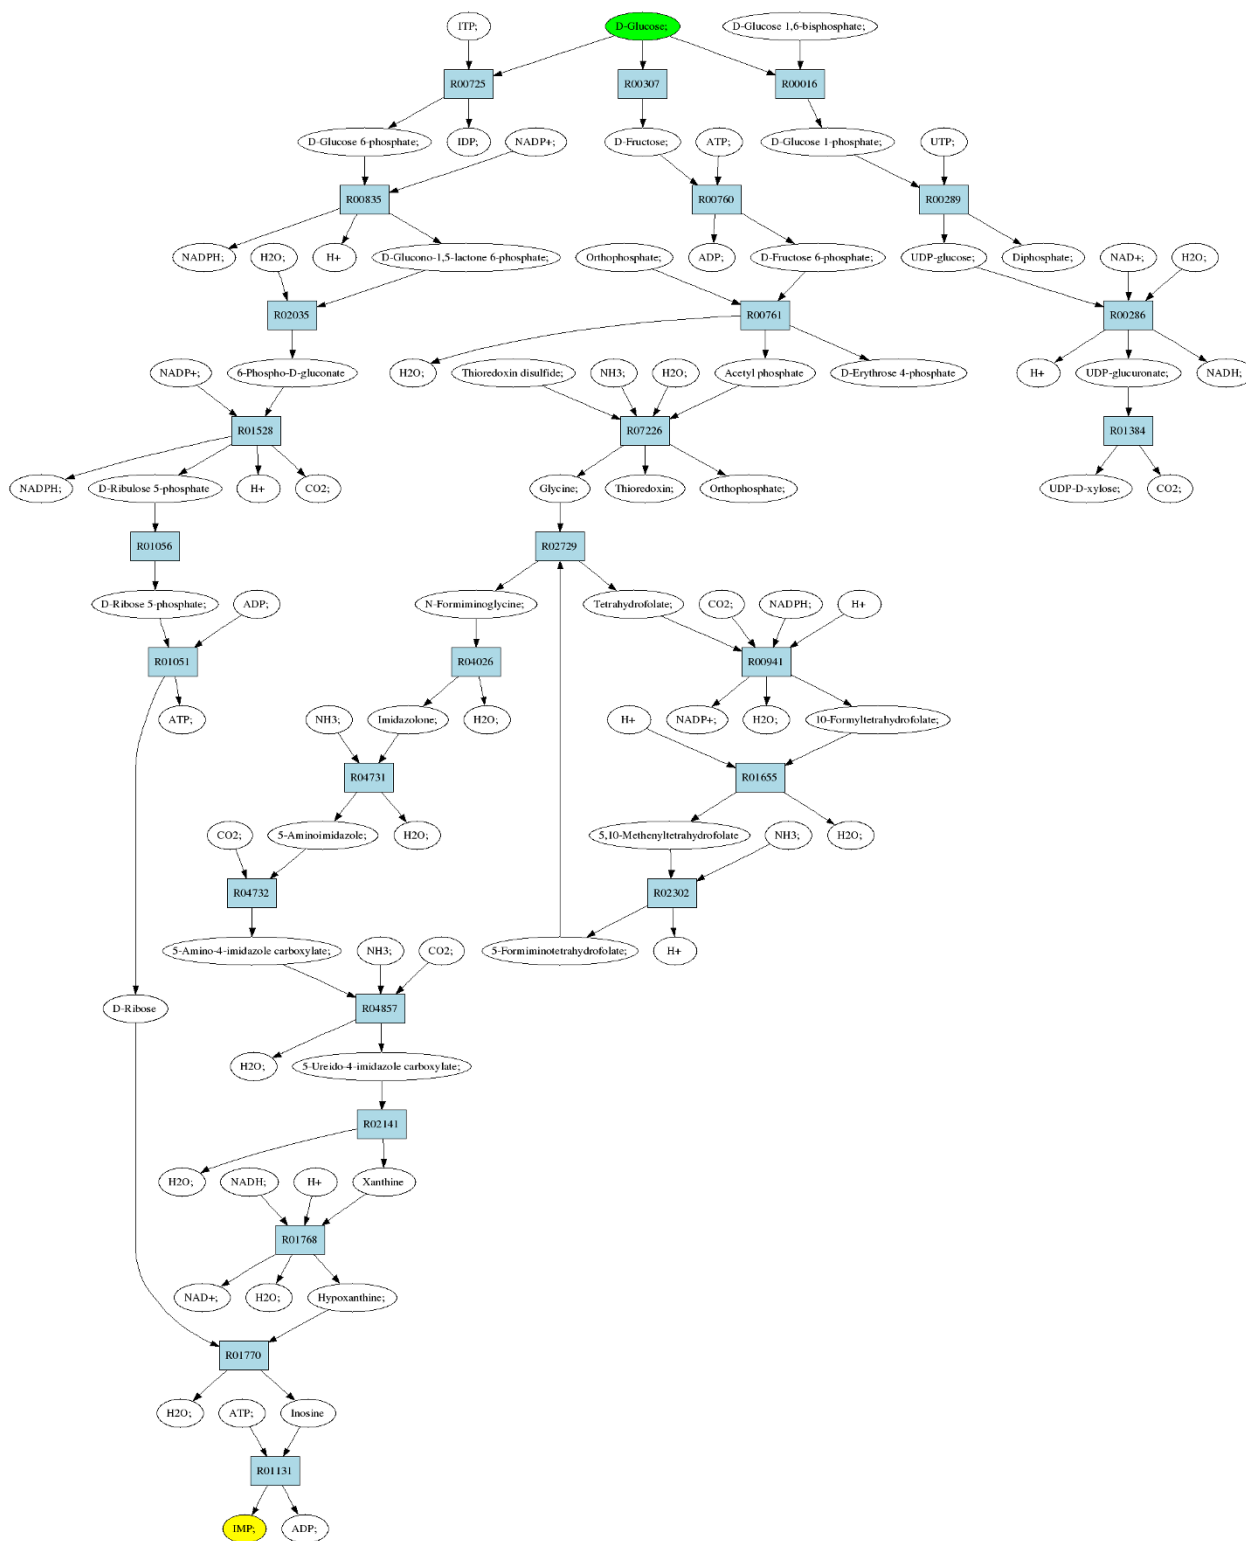 ITP; D-Glucose; D-Glucose 1,6-bisphosphate;
R00725 R00307 R00016
D-Glucose 6-phosphate; IDP; NADP+; D-Fructose; ATP; D-Glucose 1-phosphate; UTP;
R00835 R00760 R00289
NADPH; H2O; H+ D-Glucono-1,5-lactone 6-phosphate; Orthophosphate; ADP; D-Fructose 6-phosphate; UDP-glucose; Diphosphate; NAD+; H2O;
R02035 R00761 R00286
NADP+; 6-Phospho-D-gluconate H2O; Thioredoxin disulfide; NH3; H2O; Acetyl phosphate D-Erythrose 4-phosphate H+ UDP-glucuronate; NADH;
R01528 R07226 R01384
NADPH; D-Ribulose 5-phosphate H+ CO2; Glycine; Thioredoxin; Orthophosphate; UDP-D-xylose; CO2;
R01056 R02729
D-Ribose 5-phosphate; ADP; N-Formiminoglycine; Tetrahydrofolate; CO2; NADPH; H+
R01051 R04026 R00941
ATP; NH3; Imidazolone; H2O; H+ NADP+; H2O; 10-Formyltetrahydrofolate;
R04731 R01655
CO2; 5-Aminoimidazole; H2O; 5,10-Methenyltetrahydrofolate NH3; H2O;
R04732 R02302
5-Amino-4-imidazole carboxylate; NH3; CO2; 5-Formiminotetrahydrofolate; H+
D-Ribose R04857
H2O; 5-Ureido-4-imidazole carboxylate;
R02141
H2O; NADH; H+ Xanthine
R01768
NAD+; H2O; Hypoxanthine;
R01770
H2O; ATP; Inosine
R01131
IMP; ADP;